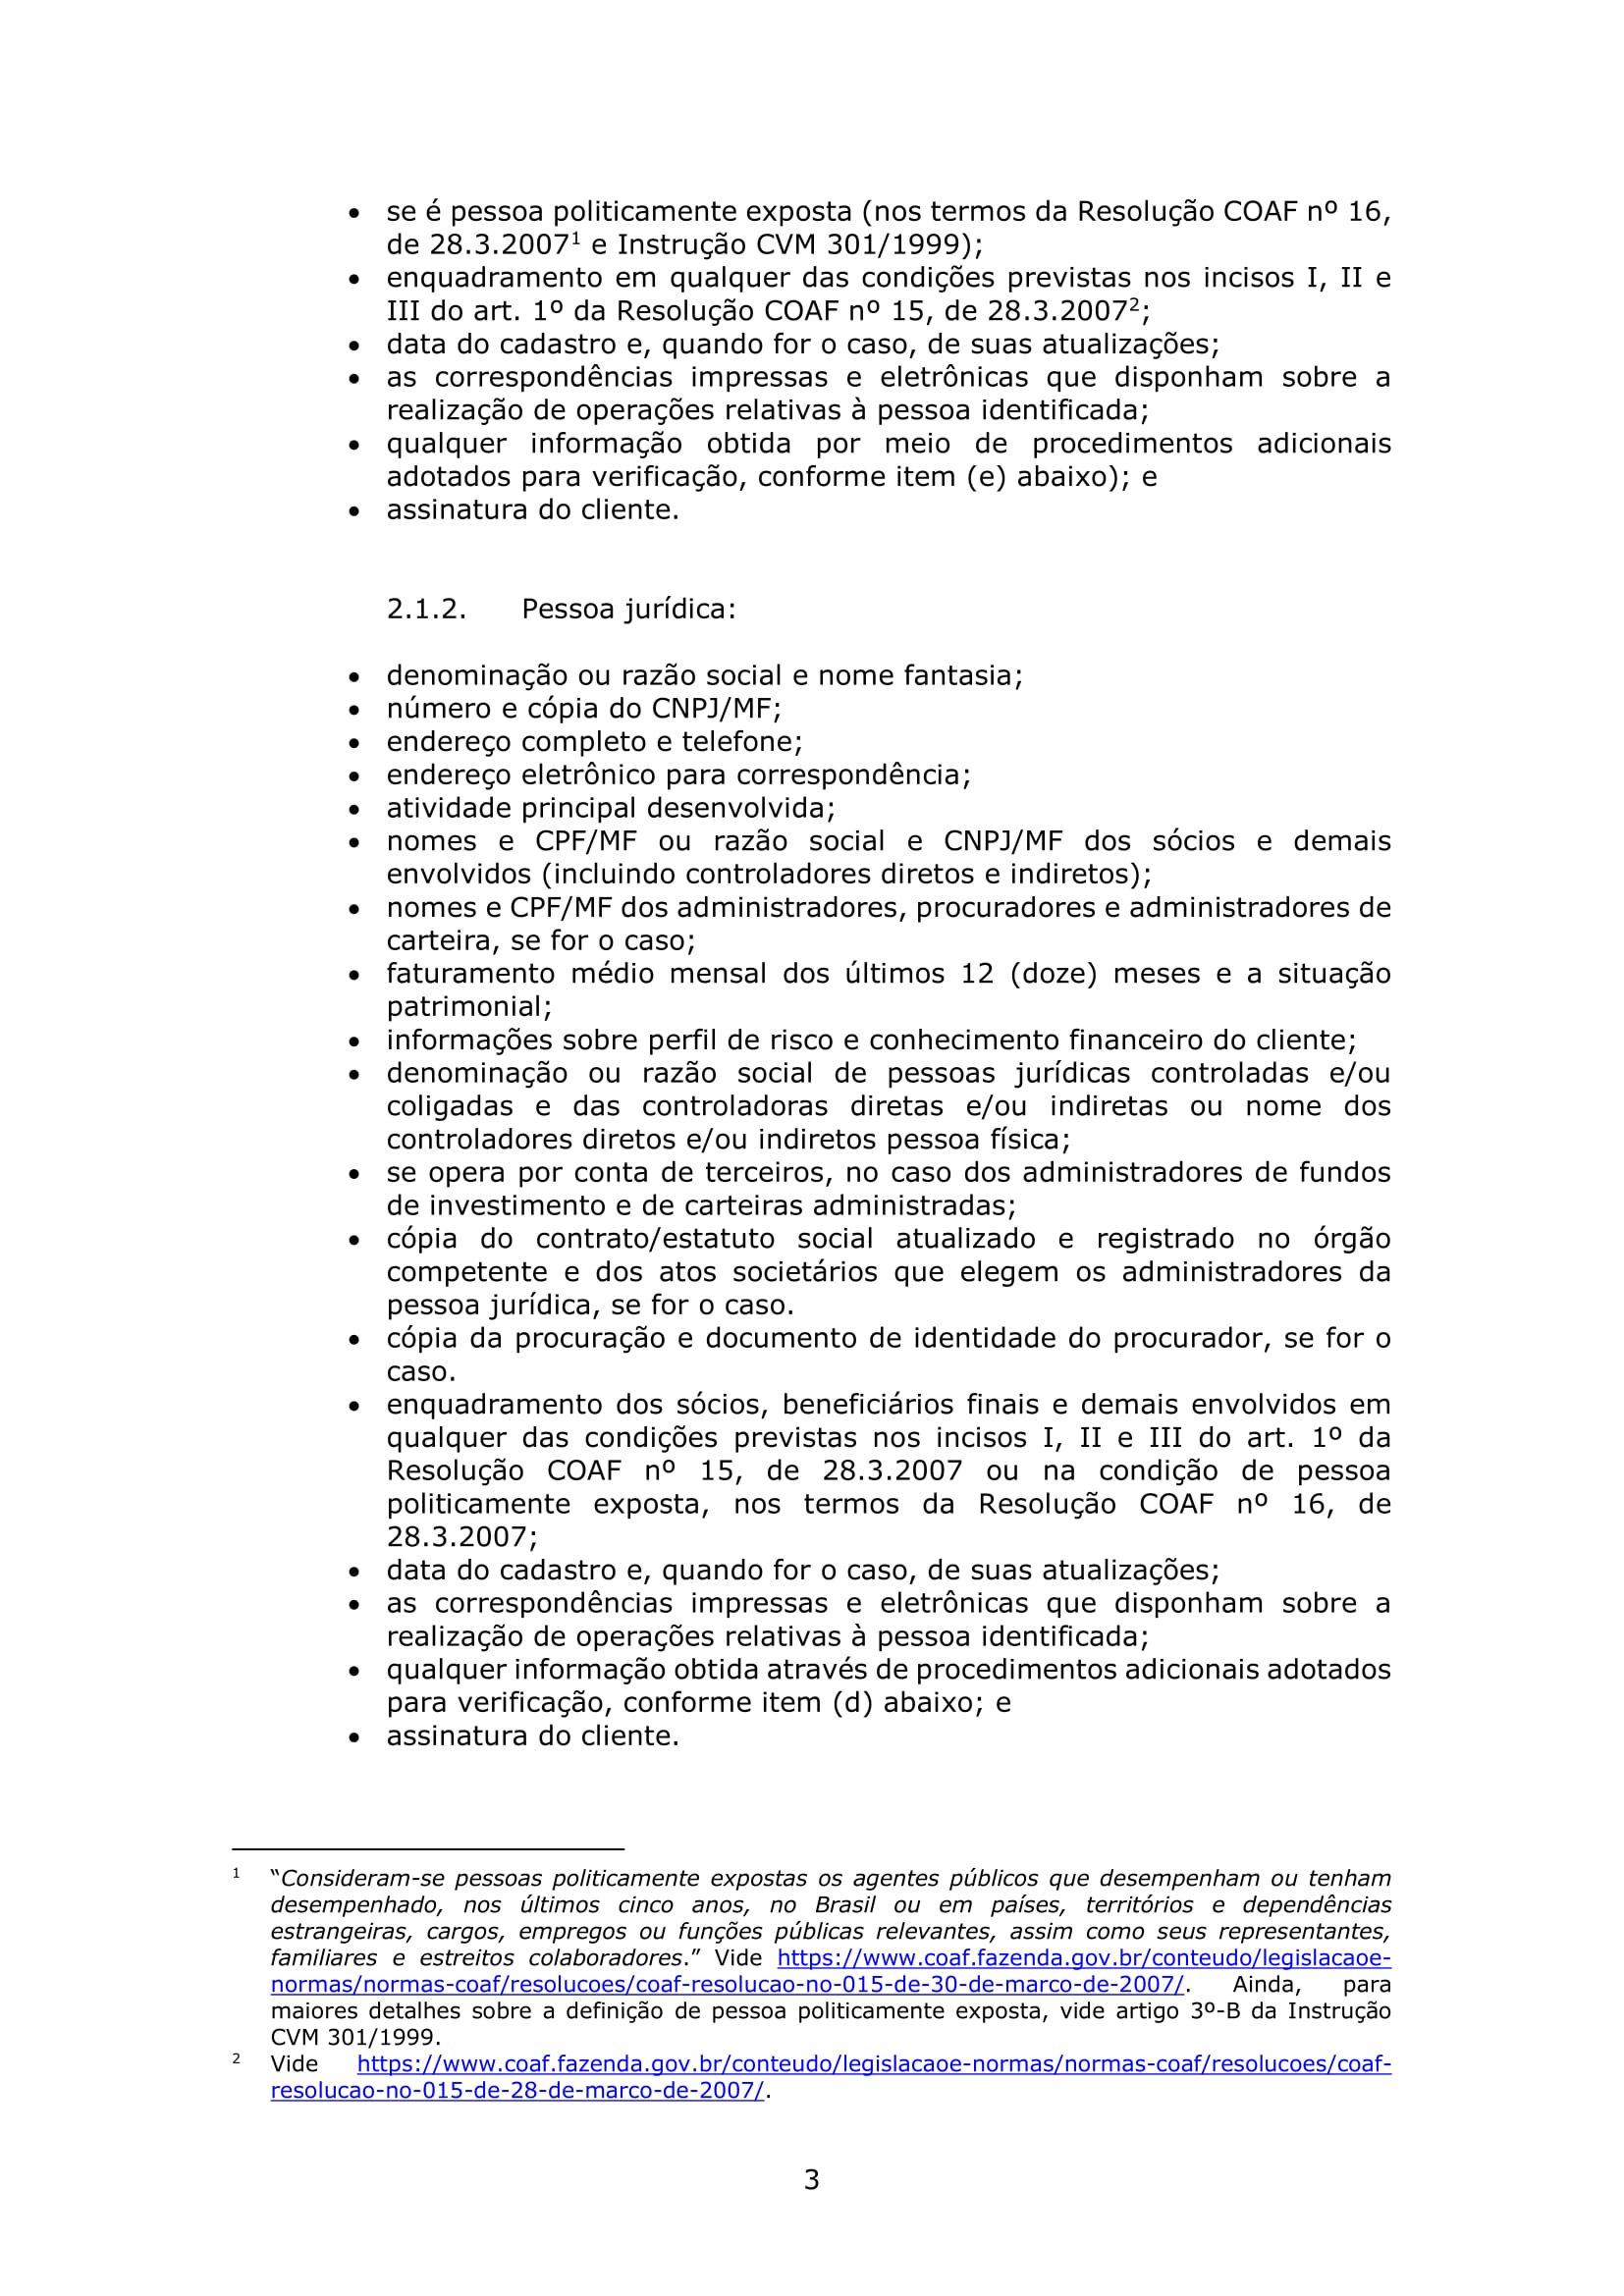 • se é pessoa politicamente exposta (nos termos da Resolução COAF nº 16,
de 28.3.2007¹ e Instrução CVM 301/1999);
• enquadramento em qualquer das condições previstas nos incisos I, II e
III do art. 1º da Resolução COAF nº 15, de 28.3.2007²;
• data do cadastro e, quando for o caso, de suas atualizações;
• as correspondências impressas e eletrônicas que disponham sobre a
realização de operações relativas à pessoa identificada;
• qualquer informação obtida por meio de procedimentos adicionais
adotados para verificação, conforme item (e) abaixo); e
• assinatura do cliente.
2.1.2. Pessoa jurídica:
• denominação ou razão social e nome fantasia;
• número e cópia do CNPJ/MF;
• endereço completo e telefone;
• endereço eletrônico para correspondência;
• atividade principal desenvolvida;
• nomes e CPF/MF ou razão social e CNPJ/MF dos sócios e demais
envolvidos (incluindo controladores diretos e indiretos);
• nomes e CPF/MF dos administradores, procuradores e administradores de
carteira, se for o caso;
• faturamento médio mensal dos últimos 12 (doze) meses e a situação
patrimonial;
• informações sobre perfil de risco e conhecimento financeiro do cliente;
• denominação ou razão social de pessoas jurídicas controladas e/ou
coligadas e das controladoras diretas e/ou indiretas ou nome dos
controladores diretos e/ou indiretos pessoa física;
• se opera por conta de terceiros, no caso dos administradores de fundos
de investimento e de carteiras administradas;
• cópia do contrato/estatuto social atualizado e registrado no órgão
competente e dos atos societários que elegem os administradores da
pessoa jurídica, se for o caso.
• cópia da procuração e documento de identidade do procurador, se for o
caso.
• enquadramento dos sócios, beneficiários finais e demais envolvidos em
qualquer das condições previstas nos incisos I, II e III do art. 1º da
Resolução COAF nº 15, de 28.3.2007 ou na condição de pessoa
politicamente exposta, nos termos da Resolução COAF nº 16, de
28.3.2007;
• data do cadastro e, quando for o caso, de suas atualizações;
• as correspondências impressas e eletrônicas que disponham sobre a
realização de operações relativas à pessoa identificada;
• qualquer informação obtida através de procedimentos adicionais adotados
para verificação, conforme item (d) abaixo; e
• assinatura do cliente.
1 “Consideram-se pessoas politicamente expostas os agentes públicos que desempenham ou tenham
desempenhado, nos últimos cinco anos, no Brasil ou em países, territórios e dependências
estrangeiras, cargos, empregos ou funções públicas relevantes, assim como seus representantes,
familiares e estreitos colaboradores.” Vide https://www.coaf.fazenda.gov.br/conteudo/legislacaoe-
normas/normas-coaf/resolucoes/coaf-resolucao-no-015-de-30-de-marco-de-2007/. Ainda, para
maiores detalhes sobre a definição de pessoa politicamente exposta, vide artigo 3º-B da Instrução
CVM 301/1999.
2 Vide https://www.coaf.fazenda.gov.br/conteudo/legislacaoe-normas/normas-coaf/resolucoes/coaf-
resolucao-no-015-de-28-de-marco-de-2007/.
3